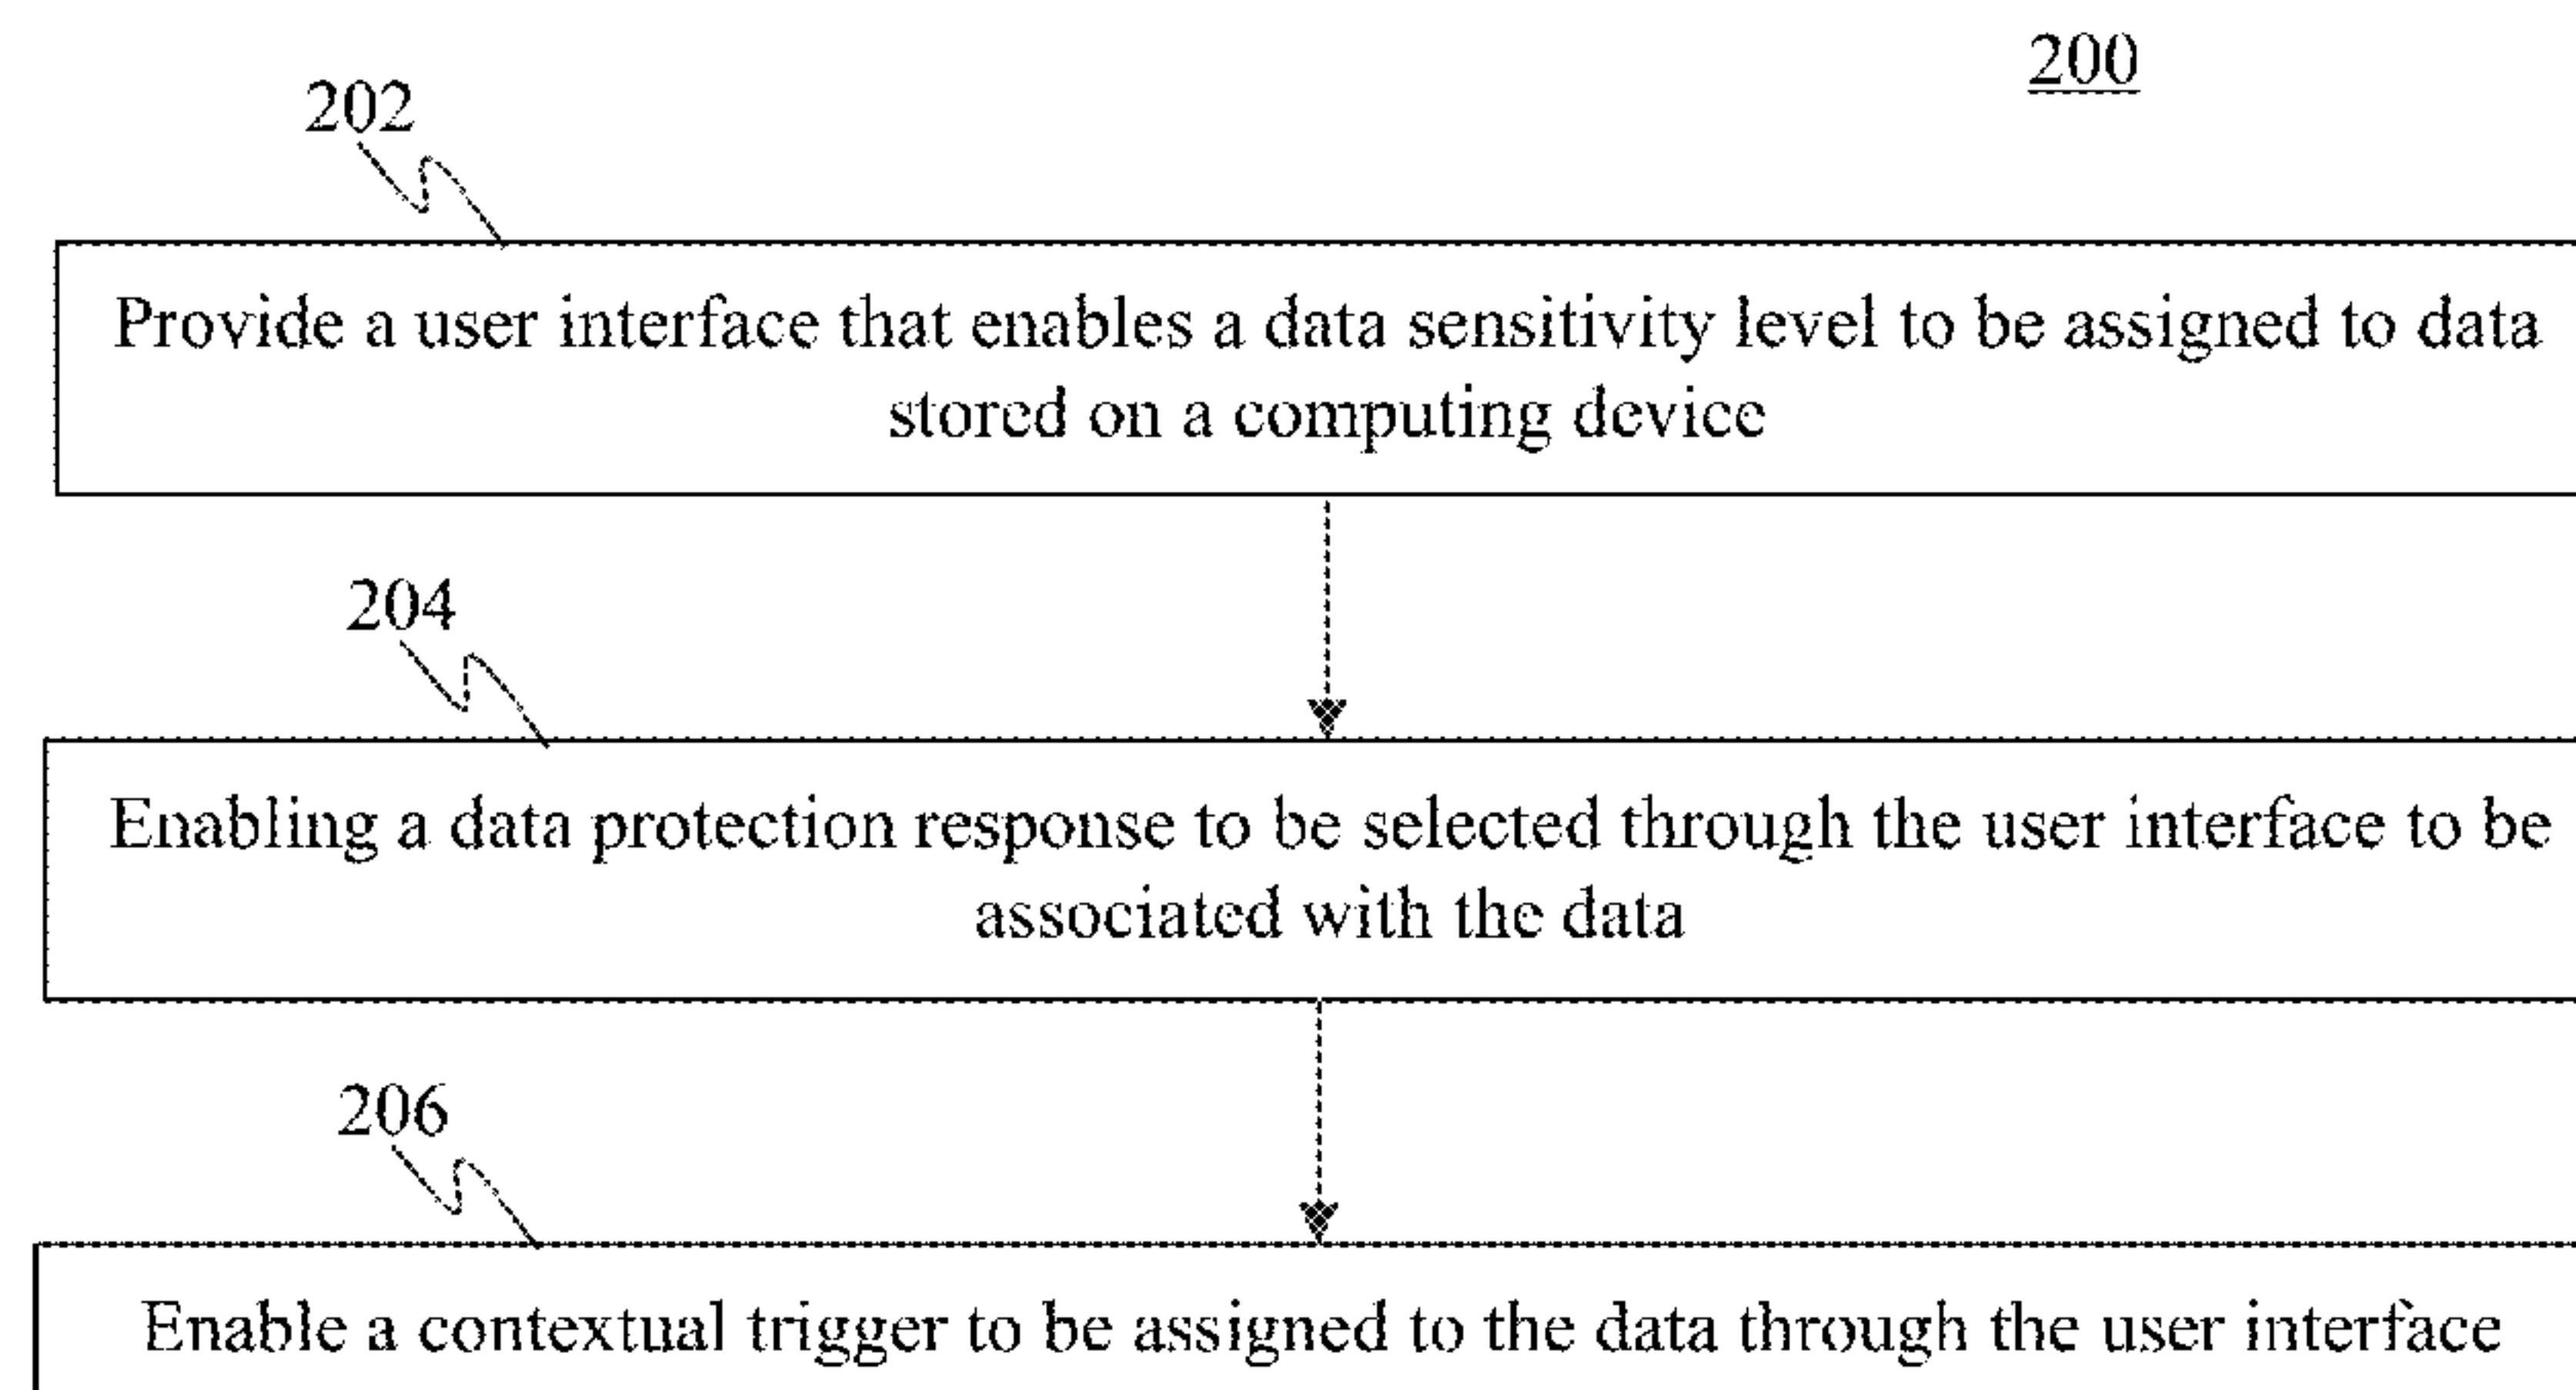 200
202
Provide a user interface that enables a data sensitivity level to be assigned to data
stored on a computing device
204
Enabling a data protection response to be selected through the user interface to be
associated with the data
206
Enable a contextual trigger to be assigned to the data through the user interface